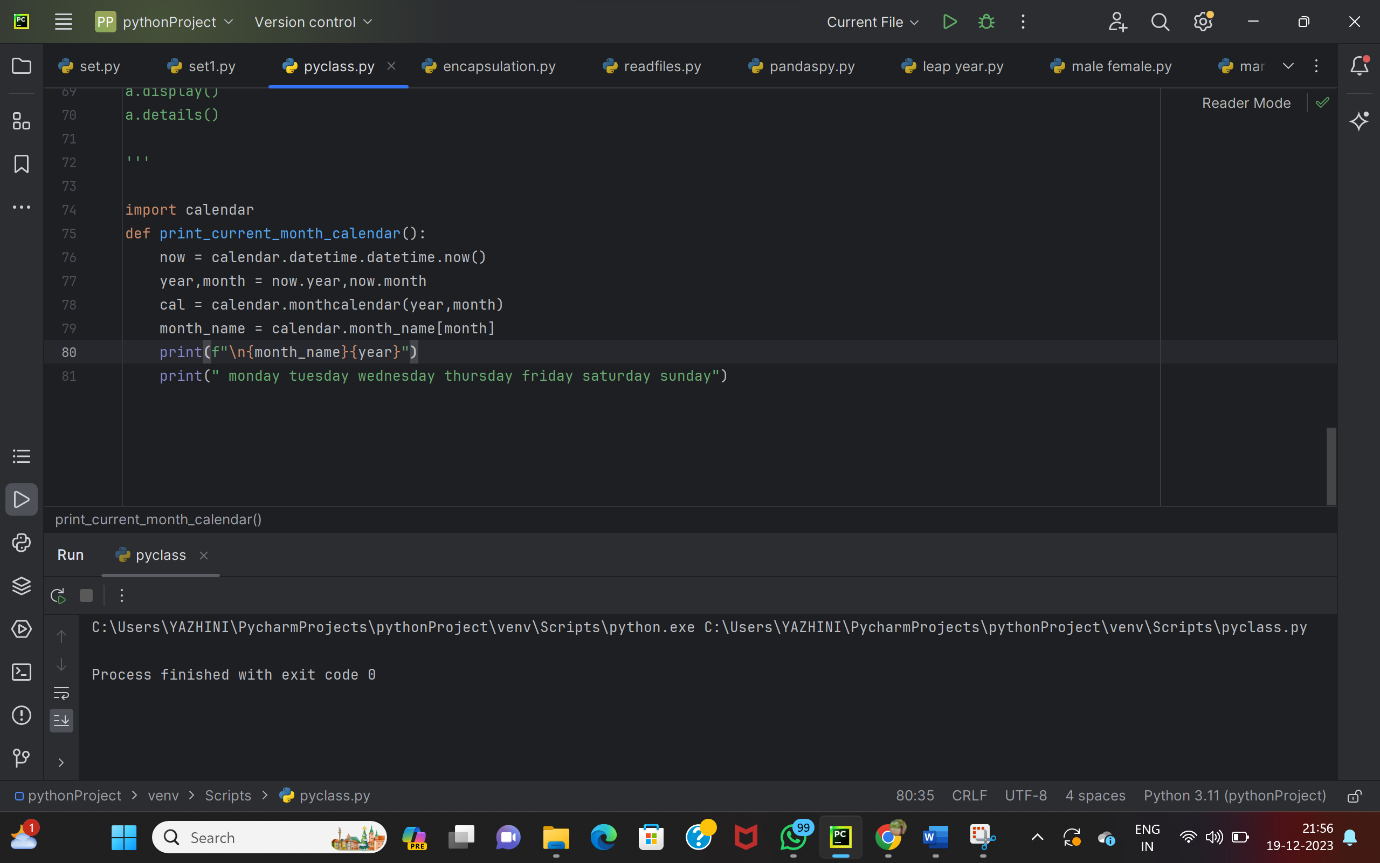 PC
PP pythonProject Version control Current File
set.py set1.py pyclass.py encapsulation.py readfiles.py pandaspy.py leap year.py male female.py mar
Reader Mode
69 a.display()
70 a.details()
71
72 '''
73
74 import calendar
75 def print_current_month_calendar():
76 now = calendar.datetime.datetime.now()
77 year,month = now.year,now.month
78 cal = calendar.monthcalendar(year,month)
79 month_name = calendar.month_name[month]
80 print(f"\n{month_name}{year}")
81 print(" monday tuesday wednesday thursday friday saturday sunday")
print_current_month_calendar()
Run pyclass
C:\Users\YAZHINI\PycharmProjects\pythonProject\venv\Scripts\python.exe C:\Users\YAZHINI\PycharmProjects\pythonProject\venv\Scripts\pyclass.py
Process finished with exit code 0
pythonProject > venv > Scripts > pyclass.py 80:35 CRLF UTF-8 4 spaces Python 3.11 (pythonProject)
1 Search PRE 99 PC W ENG 21:56
IN 19-12-2023